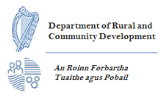 Department of Rural and
Community Development
An Roinn Forbartha
Tuaithe agus Pobail